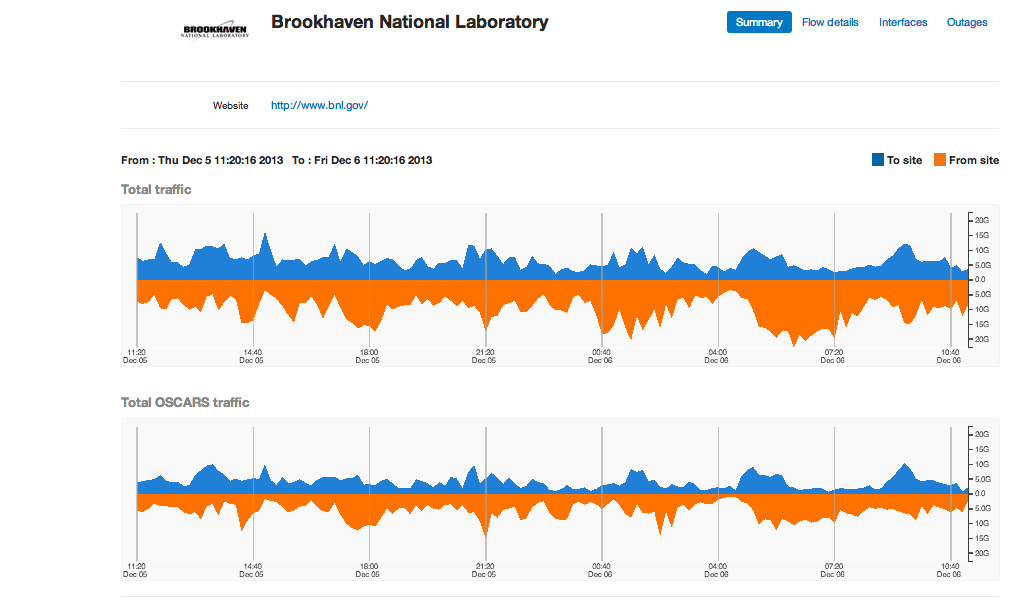 BROOKHAVEN
NATIONAL LABORATORY
Brookhaven National Laboratory
Summary Flow details Interfaces Outages
Website http://www.bnl.gov/
From : Thu Dec 5 11:20:16 2013 To : Fri Dec 6 11:20:16 2013
To site From site
Total traffic
20G
15G
10G
5.0G
0.0
5.0G
10G
15G
20G
11:20 14:40 18:00 21:20 00:40 04:00 07:20 10:40
Dec 05 Dec 05 Dec 05 Dec 05 Dec 06 Dec 06 Dec 06 Dec 06
Total OSCARS traffic
20G
15G
10G
5.0G
0.0
5.0G
10G
15G
20G
11:20 14:40 18:00 21:20 00:40 04:00 07:20 10:40
Dec 05 Dec 05 Dec 05 Dec 05 Dec 06 Dec 06 Dec 06 Dec 06